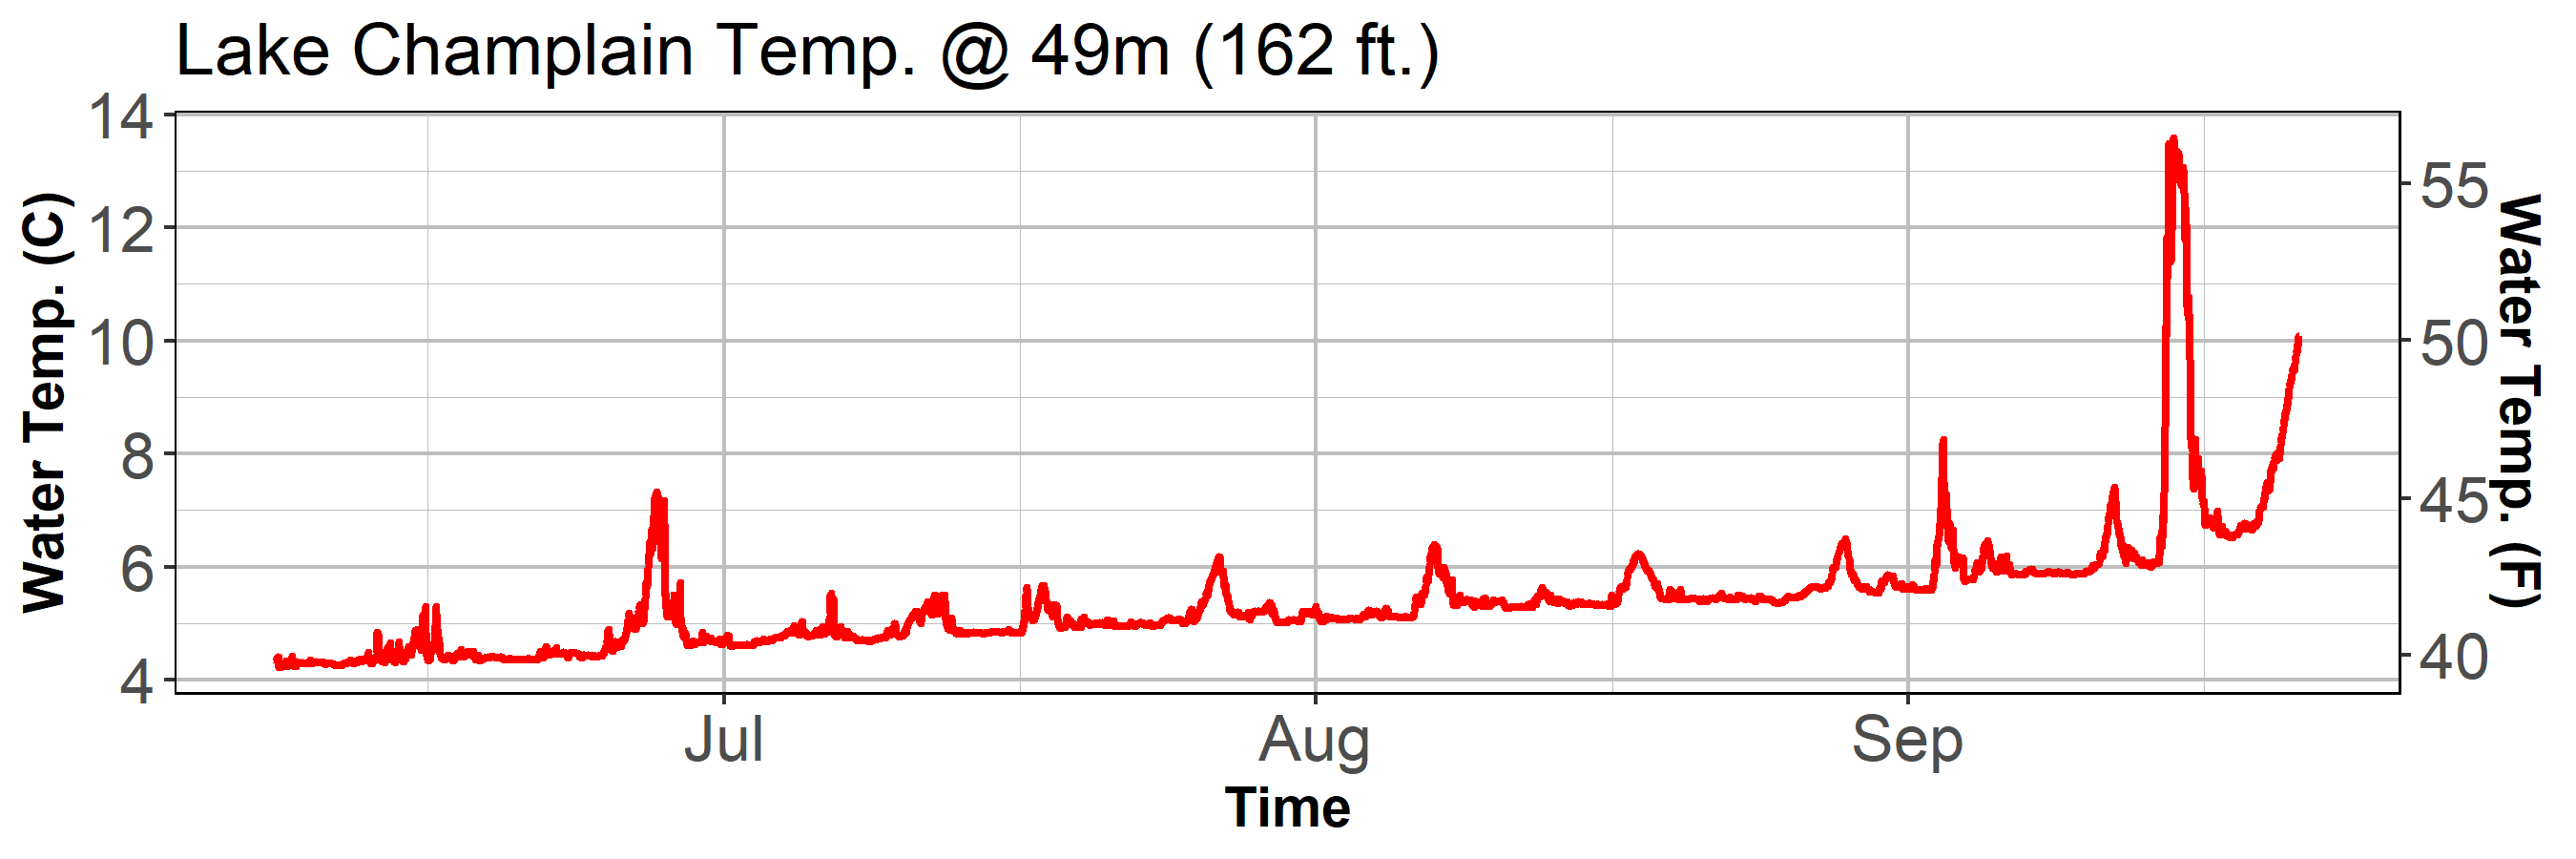 Lake Champlain Temp. @ 49m (162 ft.)
Water Temp. (C)
14
12
10
8
6
4
55
50
45
40
Water Temp. (F)
Jul Aug Sep
Time